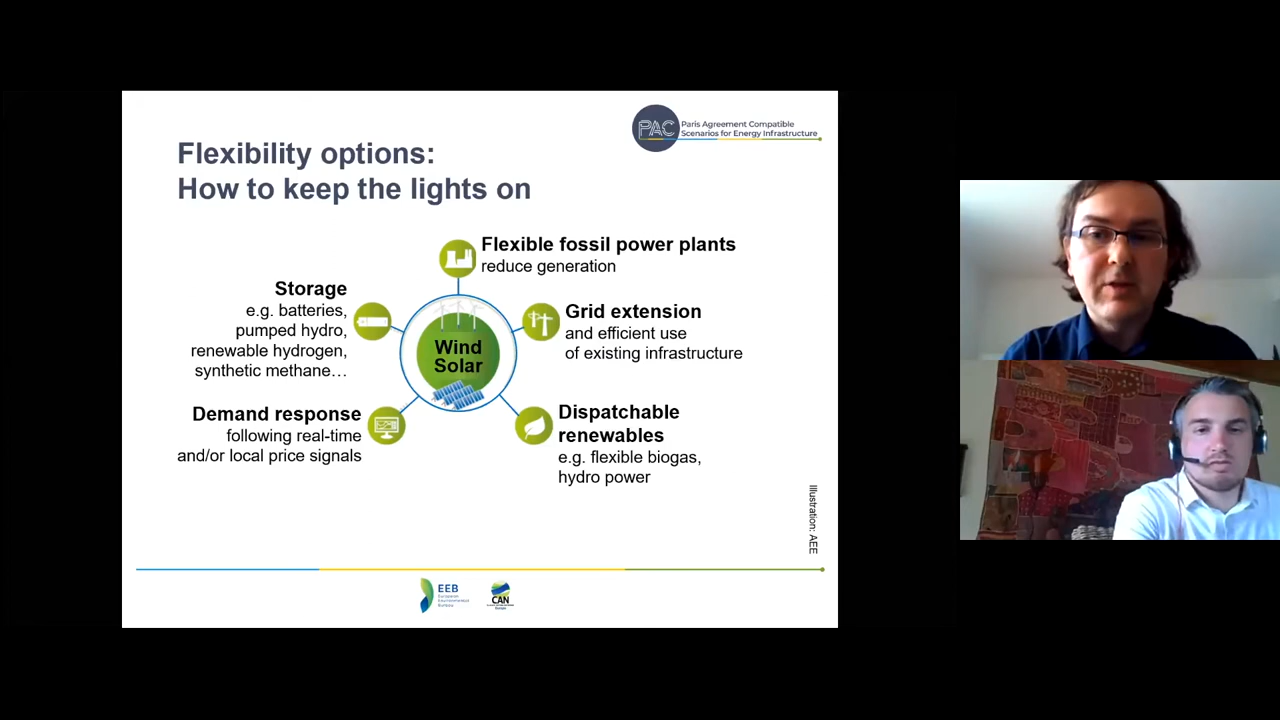 PAC
Paris Agreement Compatible
Scenarios for Energy Infrastructure
Flexibility options:
How to keep the lights on
Flexible fossil power plants
reduce generation
Storage
e.g. batteries,
pumped hydro,
renewable hydrogen,
synthetic methane…
Grid extension
and efficient use
of existing infrastructure
Wind
Solar
Demand response
following real-time
and/or local price signals
Dispatchable
renewables
e.g. flexible biogas,
hydro power
Illustration: AEE
EEB
European
Environmental
Bureau
CAN
Europe